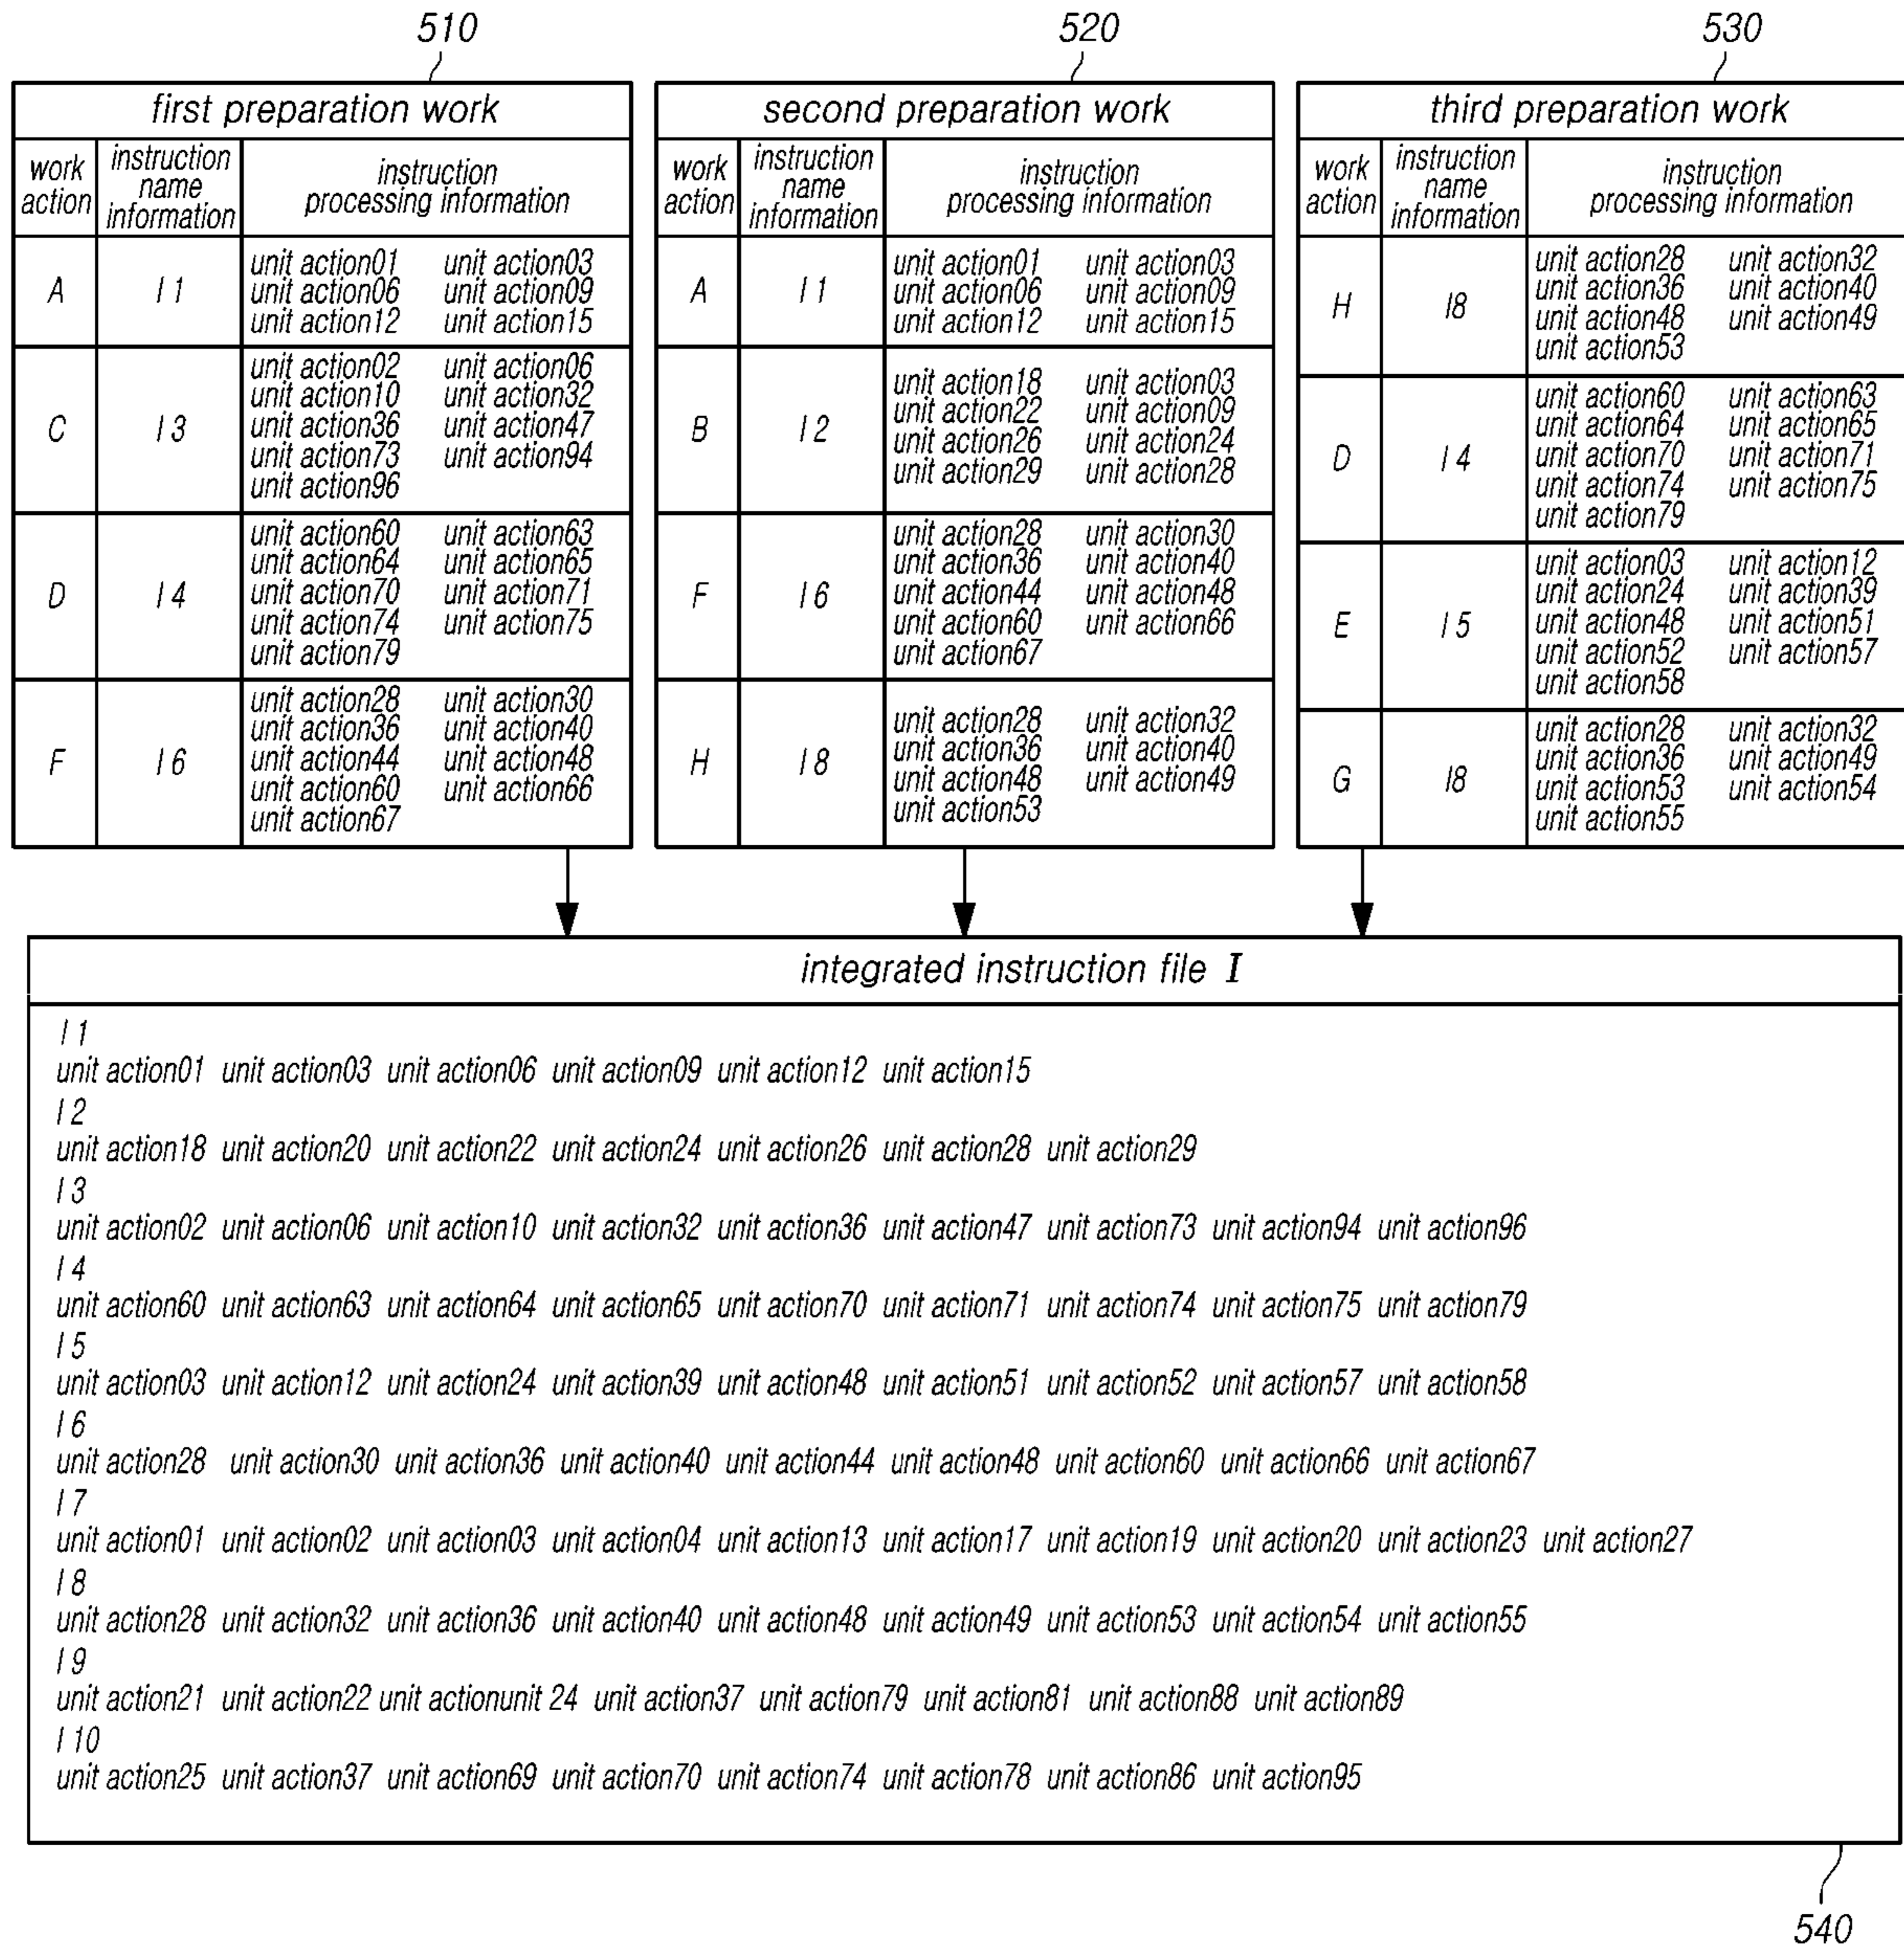 510
520
530
first preparation work
work action
instruction name information
instruction processing information
A
I 1
unit action01 unit action03
unit action06 unit action09
unit action12 unit action15
C
I 3
unit action02 unit action06
unit action10 unit action32
unit action36 unit action47
unit action73 unit action94
unit action96
D
I 4
unit action60 unit action63
unit action64 unit action65
unit action70 unit action71
unit action74 unit action75
unit action79
F
I 6
unit action28 unit action30
unit action36 unit action40
unit action44 unit action48
unit action60 unit action66
unit action67
second preparation work
work action
instruction name information
instruction processing information
A
I 1
unit action01 unit action03
unit action06 unit action09
unit action12 unit action15
B
I 2
unit action18 unit action03
unit action22 unit action09
unit action26 unit action24
unit action29 unit action28
F
I 6
unit action28 unit action30
unit action36 unit action40
unit action44 unit action48
unit action60 unit action66
unit action67
H
I 8
unit action28 unit action32
unit action36 unit action40
unit action48 unit action49
unit action53
third preparation work
work action
instruction name information
instruction processing information
H
I8
unit action28 unit action32
unit action36 unit action40
unit action48 unit action49
unit action53
D
I 4
unit action60 unit action63
unit action64 unit action65
unit action70 unit action71
unit action74 unit action75
unit action79
E
I 5
unit action03 unit action12
unit action24 unit action39
unit action48 unit action51
unit action52 unit action57
unit action58
G
I8
unit action28 unit action32
unit action36 unit action49
unit action53 unit action54
unit action55
integrated instruction file I
I 1
unit action01 unit action03 unit action06 unit action09 unit action12 unit action15
I 2
unit action18 unit action20 unit action22 unit action24 unit action26 unit action28 unit action29
I 3
unit action02 unit action06 unit action10 unit action32 unit action36 unit action47 unit action73 unit action94 unit action96
I 4
unit action60 unit action63 unit action64 unit action65 unit action70 unit action71 unit action74 unit action75 unit action79
I 5
unit action03 unit action12 unit action24 unit action39 unit action48 unit action51 unit action52 unit action57 unit action58
I 6
unit action28 unit action30 unit action36 unit action40 unit action44 unit action48 unit action60 unit action66 unit action67
I 7
unit action01 unit action02 unit action03 unit action04 unit action13 unit action17 unit action19 unit action20 unit action23 unit action27
I 8
unit action28 unit action32 unit action36 unit action40 unit action48 unit action49 unit action53 unit action54 unit action55
I 9
unit action21 unit action22 unit actionunit 24 unit action37 unit action79 unit action81 unit action88 unit action89
I 10
unit action25 unit action37 unit action69 unit action70 unit action74 unit action78 unit action86 unit action95
540